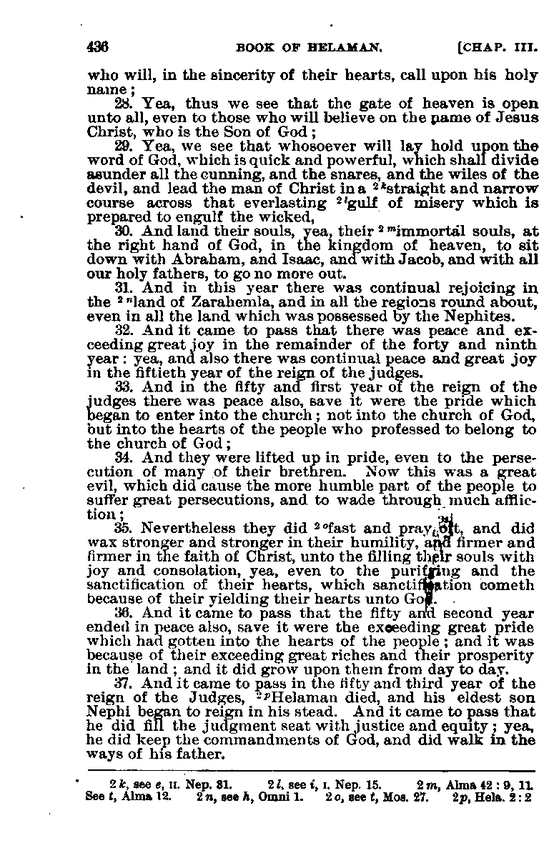 436 BOOK OF HELAMAN. [CHAP. III.
who will, in the sincerity of their hearts, call upon his holy
name;
28. Yea, thus we see that the gate of heaven is open
unto all, even to those who will believe on the name of Jesus
Christ, who is the Son of God;
29. Yea, we see that whosoever will lay hold upon the
word of God, which is quick and powerful, which shall divide
asunder all the cunning, and the snares, and the wiles of the
devil, and lead the man of Christ in a ²ᵏstraight and narrow
course across that everlasting ²ˡgulf of misery which is
prepared to engulf the wicked,
30. And land their souls, yea, their ²ᵐimmortal souls, at
the right hand of God, in the kingdom of heaven, to sit
down with Abraham, and Isaac, and with Jacob, and with all
our holy fathers, to go no more out.
31. And in this year there was continual rejoicing in
the ²ⁿland of Zarahemla, and in all the regions round about,
even in all the land which was possessed by the Nephites.
32. And it came to pass that there was peace and ex-
ceeding great joy in the remainder of the forty and ninth
year: yea, and also there was continual peace and great joy
in the fiftieth year of the reign of the judges.
33. And in the fifty and first year of the reign of the
judges there was peace also, save it were the pride which
began to enter into the church; not into the church of God,
but into the hearts of the people who professed to belong to
the church of God;
34. And they were lifted up in pride, even to the perse-
cution of many of their brethren. Now this was a great
evil, which did cause the more humble part of the people to
suffer great persecutions, and to wade through much afflic-
tion;
35. Nevertheless they did ²ᵒfast and pray oft, and did
wax stronger and stronger in their humility, and firmer and
firmer in the faith of Christ, unto the filling their souls with
joy and consolation, yea, even to the purifying and the
sanctification of their hearts, which sanctification cometh
because of their yielding their hearts unto God.
36. And it came to pass that the fifty and second year
ended in peace also, save it were the exceeding great pride
which had gotten into the hearts of the people; and it was
because of their exceeding great riches and their prosperity
in the land; and it did grow upon them from day to day.
37. And it came to pass in the fifty and third year of the
reign of the Judges, ²ᵖHelaman died, and his eldest son
Nephi began to reign in his stead. And it came to pass that
he did fill the judgment seat with justice and equity; yea,
he did keep the commandments of God, and did walk in the
ways of his father.
2k, see e, II. Nep. 31. 2l, see i, I. Nep. 15. 2m, Alma 42 : 9, 11.
See t, Alma 12. 2n, see h, Omni 1. 2o, see t, Mos. 27. 2p, Hela. 2 : 2